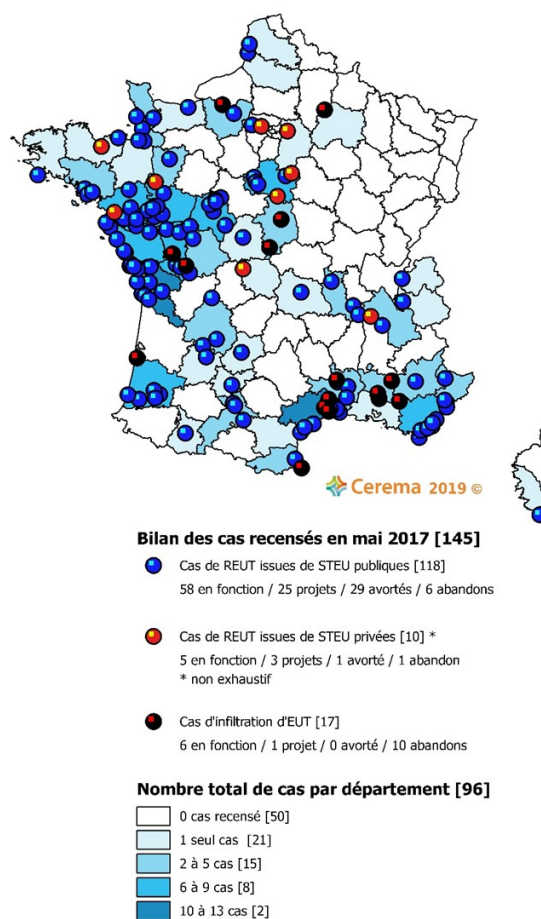 Cerema 2019 ©
Bilan des cas recensés en mai 2017 [145]
Cas de REUT issues de STEU publiques [118]
58 en fonction / 25 projets / 29 avortés / 6 abandons
Cas de REUT issues de STEU privées [10] *
5 en fonction / 3 projets / 1 avorté / 1 abandon
* non exhaustif
Cas d'infiltration d'EUT [17]
6 en fonction / 1 projet / 0 avorté / 10 abandons
Nombre total de cas par département [96]
0 cas recensé [50]
1 seul cas [21]
2 à 5 cas [15]
6 à 9 cas [8]
10 à 13 cas [2]